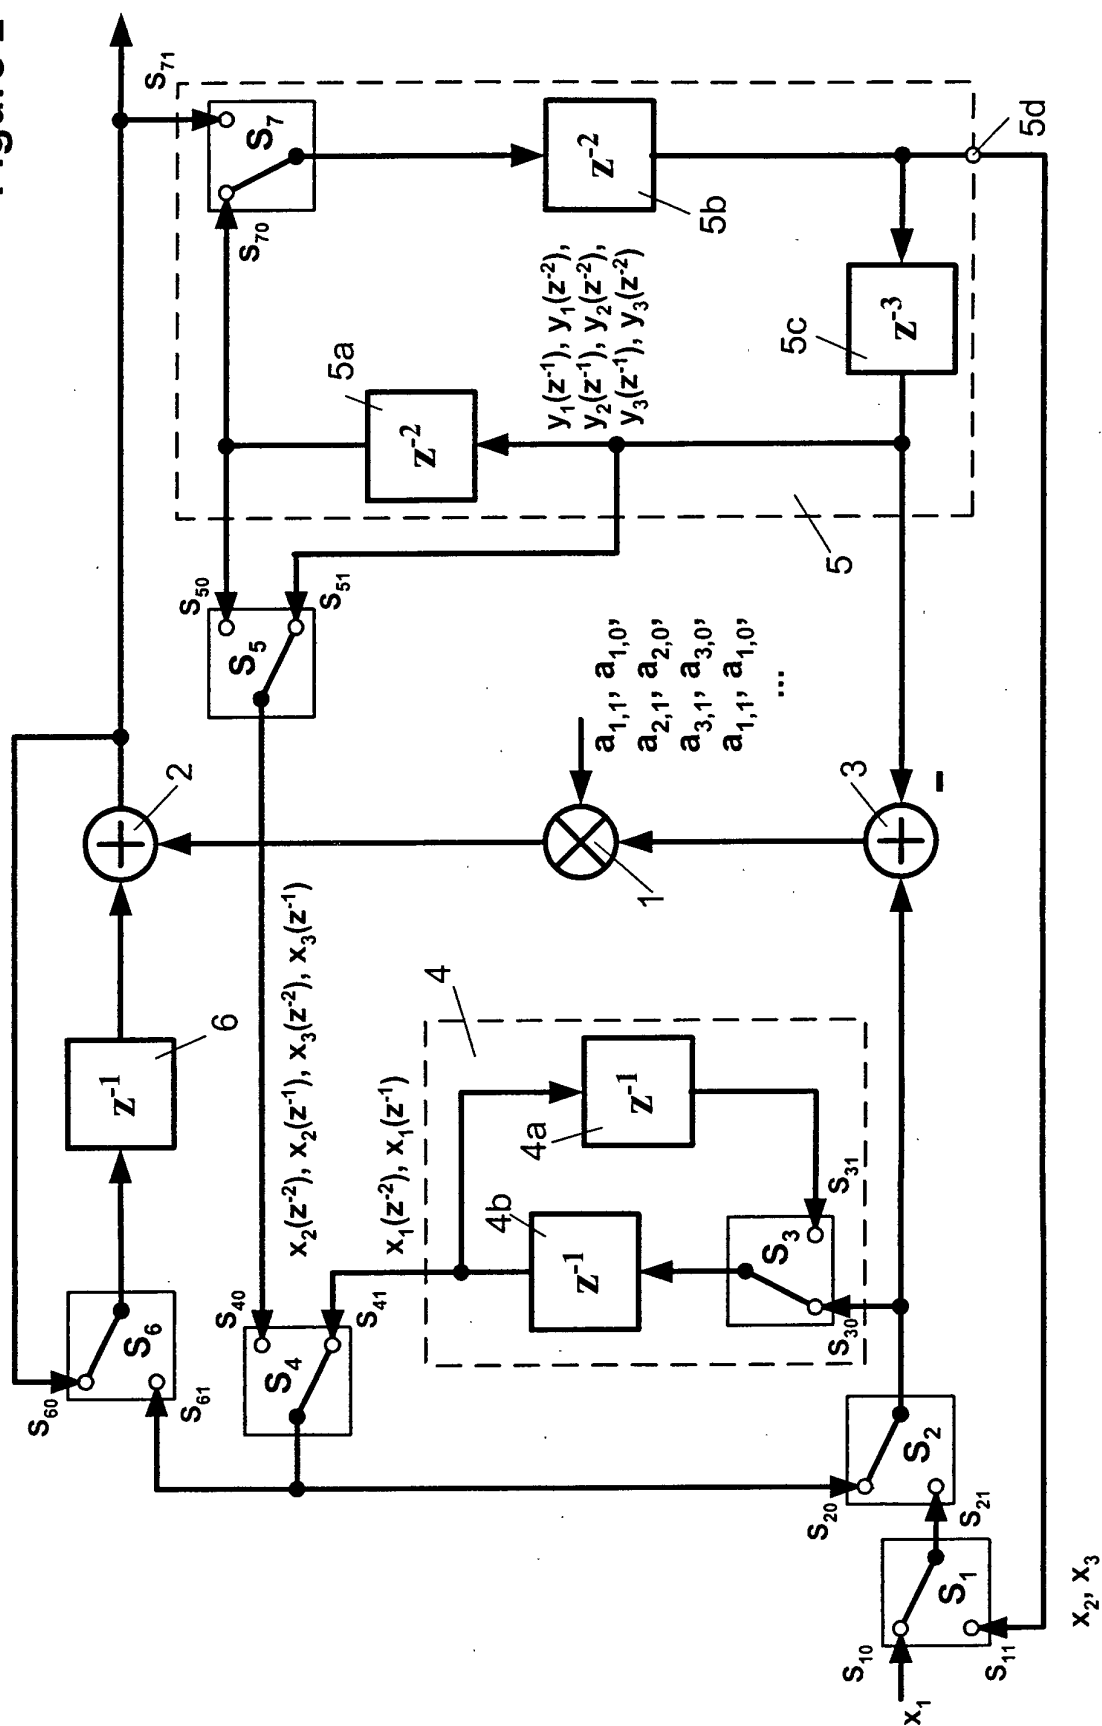 s₆₀
S₆
s₆₁
z⁻¹
6
2
s₇₁
s₄₀
S₄
s₄₁
x₂(z⁻²), x₂(z⁻¹), x₃(z⁻²), x₃(z⁻¹)
x₁(z⁻²), x₁(z⁻¹)
s₅₀
S₅
s₅₁
s₇₀
S₇
5a
z⁻²
z⁻²
5b
y₁(z⁻¹), y₁(z⁻²),
y₂(z⁻¹), y₂(z⁻²),
y₃(z⁻¹), y₃(z⁻²)
4
4b
z⁻¹
4a
z⁻¹
S₃
s₃₀
s₃₁
1
a₁,₁, a₁,₀,
a₂,₁, a₂,₀,
a₃,₁, a₃,₀,
a₁,₁, a₁,₀,
...
5
5c
z⁻³
s₂₀
S₂
s₂₁
3
-
5d
s₁₀
S₁
s₁₁
x₁
x₂, x₃